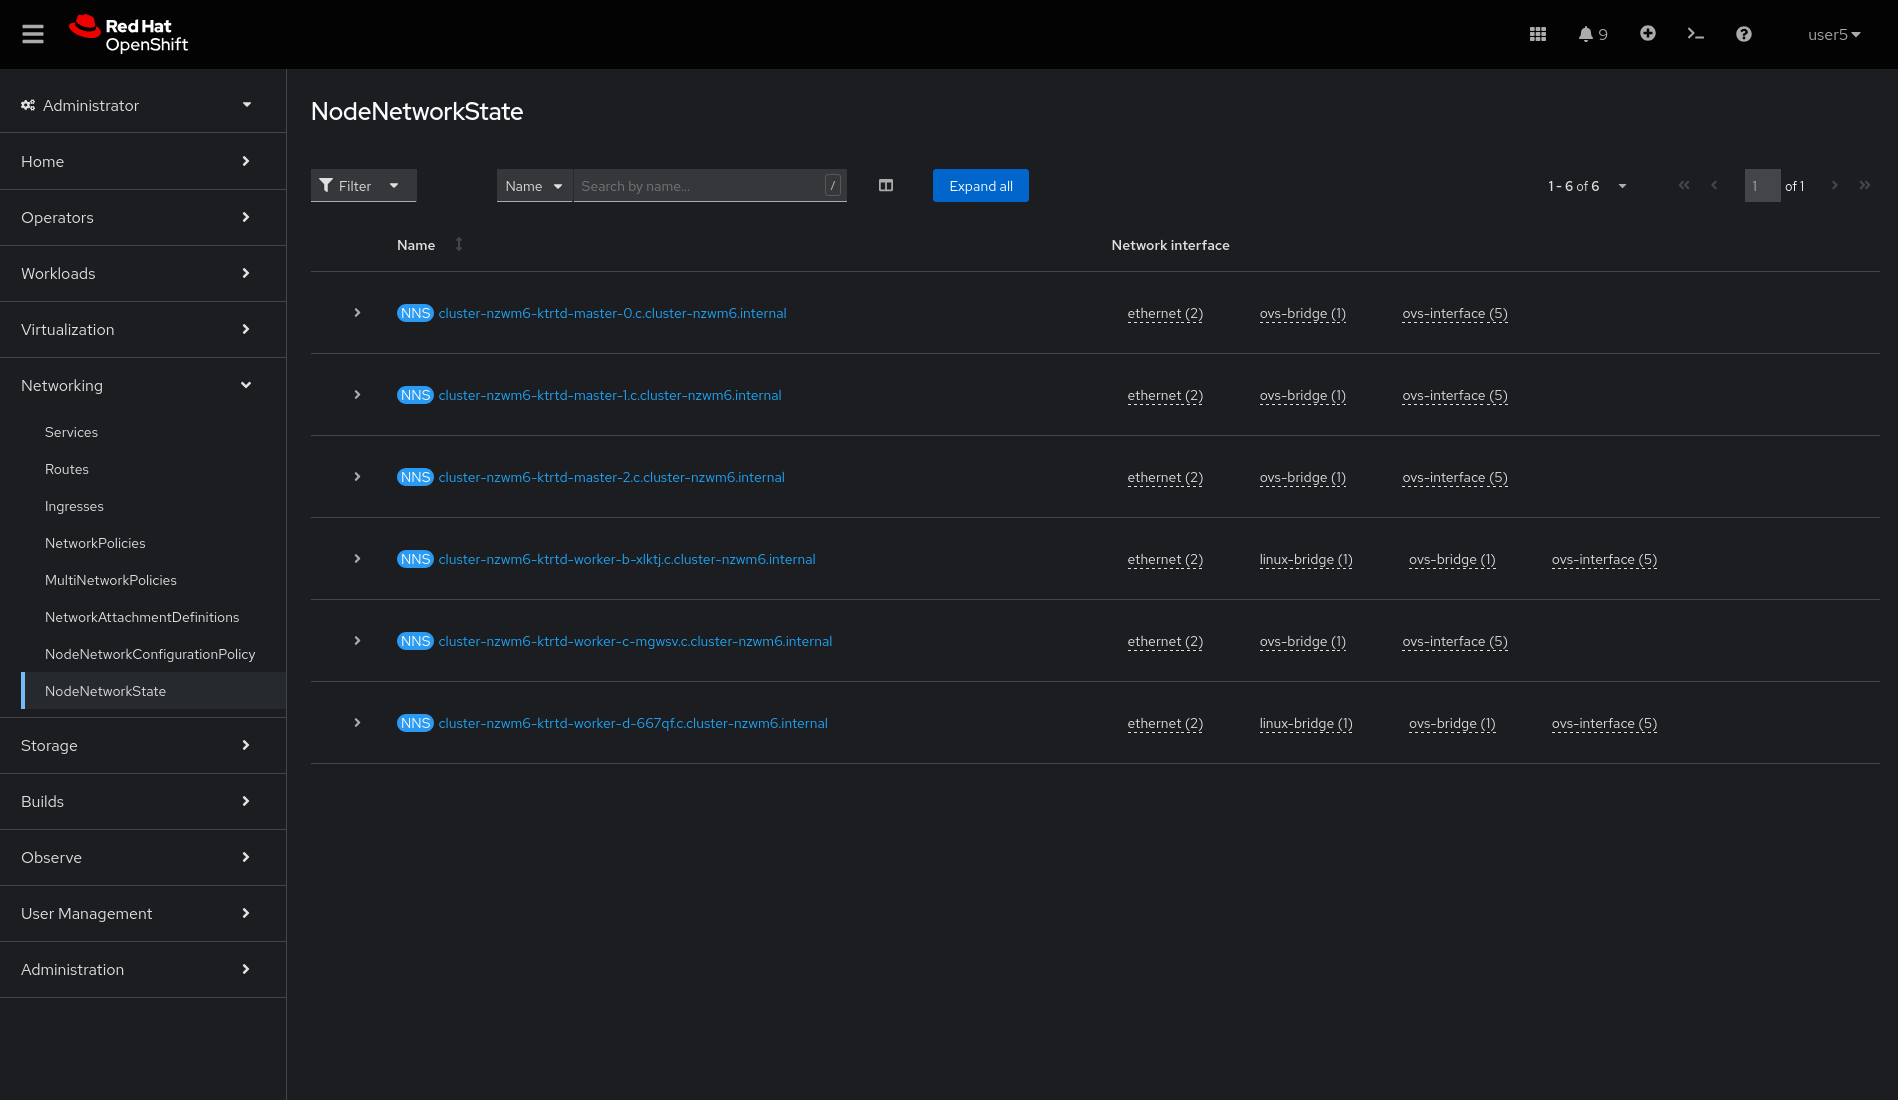 Red Hat
OpenShift
9
user5
Administrator
Home
Operators
Workloads
Virtualization
Networking
Services
Routes
Ingresses
NetworkPolicies
MultiNetworkPolicies
NetworkAttachmentDefinitions
NodeNetworkConfigurationPolicy
NodeNetworkState
Storage
Builds
Observe
User Management
Administration
NodeNetworkState
Filter Name Search by name... / Expand all 1 - 6 of 6 1 of 1
Name Network interface
NNS cluster-nzwm6-ktrtd-master-0.c.cluster-nzwm6.internal ethernet (2) ovs-bridge (1) ovs-interface (5)
NNS cluster-nzwm6-ktrtd-master-1.c.cluster-nzwm6.internal ethernet (2) ovs-bridge (1) ovs-interface (5)
NNS cluster-nzwm6-ktrtd-master-2.c.cluster-nzwm6.internal ethernet (2) ovs-bridge (1) ovs-interface (5)
NNS cluster-nzwm6-ktrtd-worker-b-xlktj.c.cluster-nzwm6.internal ethernet (2) linux-bridge (1) ovs-bridge (1) ovs-interface (5)
NNS cluster-nzwm6-ktrtd-worker-c-mgwsv.c.cluster-nzwm6.internal ethernet (2) ovs-bridge (1) ovs-interface (5)
NNS cluster-nzwm6-ktrtd-worker-d-667qf.c.cluster-nzwm6.internal ethernet (2) linux-bridge (1) ovs-bridge (1) ovs-interface (5)